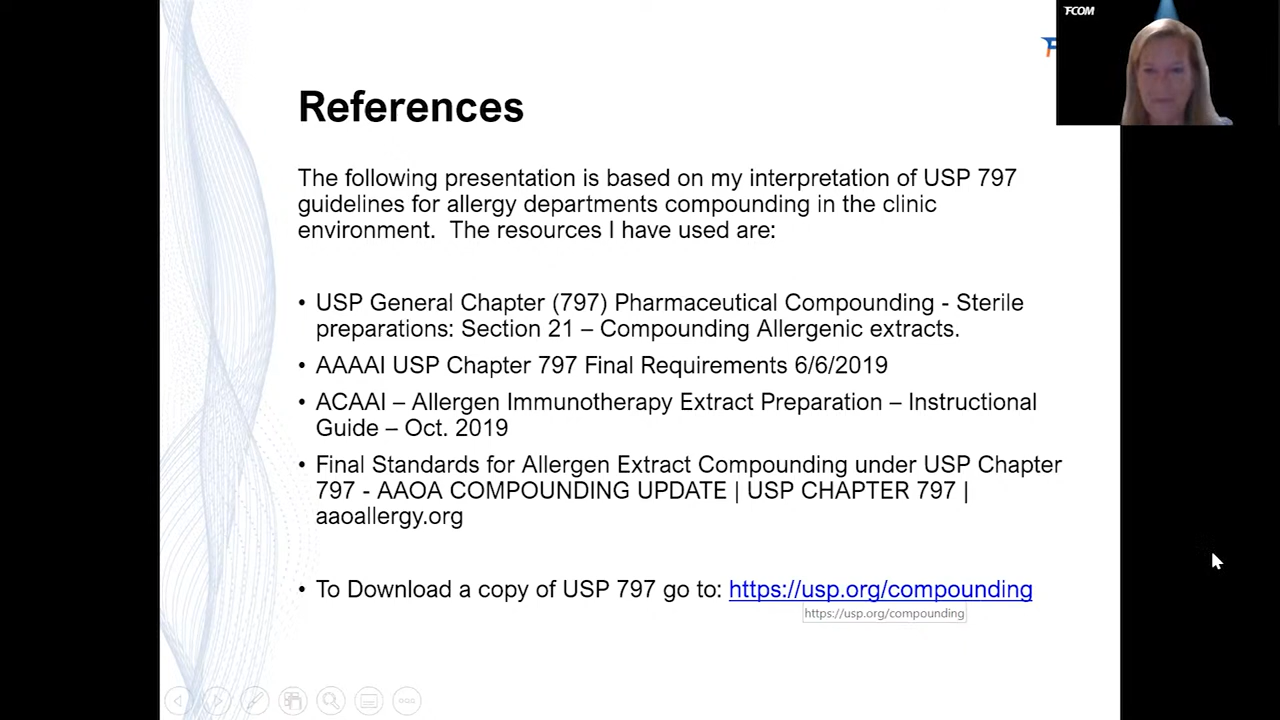 TFCOM
References
The following presentation is based on my interpretation of USP 797
guidelines for allergy departments compounding in the clinic
environment.  The resources I have used are:
• USP General Chapter (797) Pharmaceutical Compounding - Sterile
preparations: Section 21 – Compounding Allergenic extracts.
• AAAAI USP Chapter 797 Final Requirements 6/6/2019
• ACAAI – Allergen Immunotherapy Extract Preparation – Instructional
Guide – Oct. 2019
• Final Standards for Allergen Extract Compounding under USP Chapter
797 - AAOA COMPOUNDING UPDATE | USP CHAPTER 797 |
aaoallergy.org
• To Download a copy of USP 797 go to: https://usp.org/compounding
https://usp.org/compounding